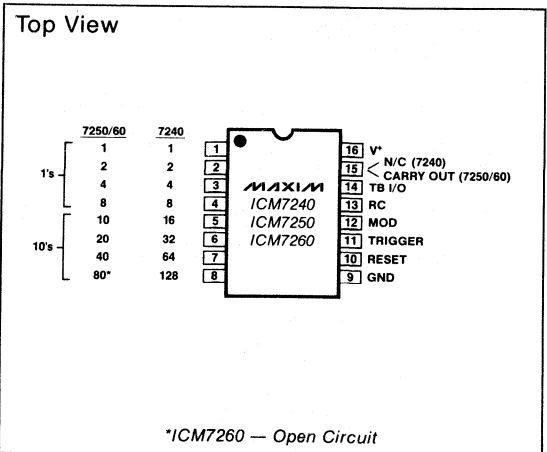 Top View
7250/60 7240
1 1 1 16 V+
2 2 2 15 N/C (7240)
CARRY OUT (7250/60)
1's
4 4 3 MAXIM 14 TB I/O
8 8 4 ICM7240 13 RC
10 16 5 ICM7250 12 MOD
20 32 6 ICM7260 11 TRIGGER
10's
40 64 7 10 RESET
80* 128 8 9 GND
*ICM7260 — Open Circuit